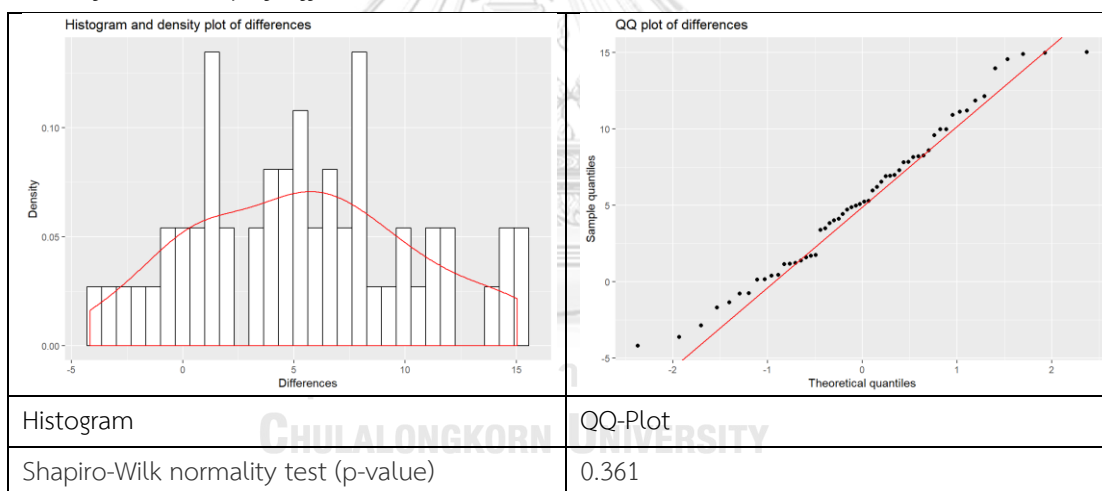 Histogram and density plot of differences
0.10
0.05
0.00
Density
-5
0
5
10
15
Differences
QQ plot of differences
15
10
5
0
-5
Sample quantiles
-2
-1
0
1
2
Theoretical quantiles
Histogram
QQ-Plot
CHULALONGKORN UNIVERSITY
Shapiro-Wilk normality test (p-value)
0.361